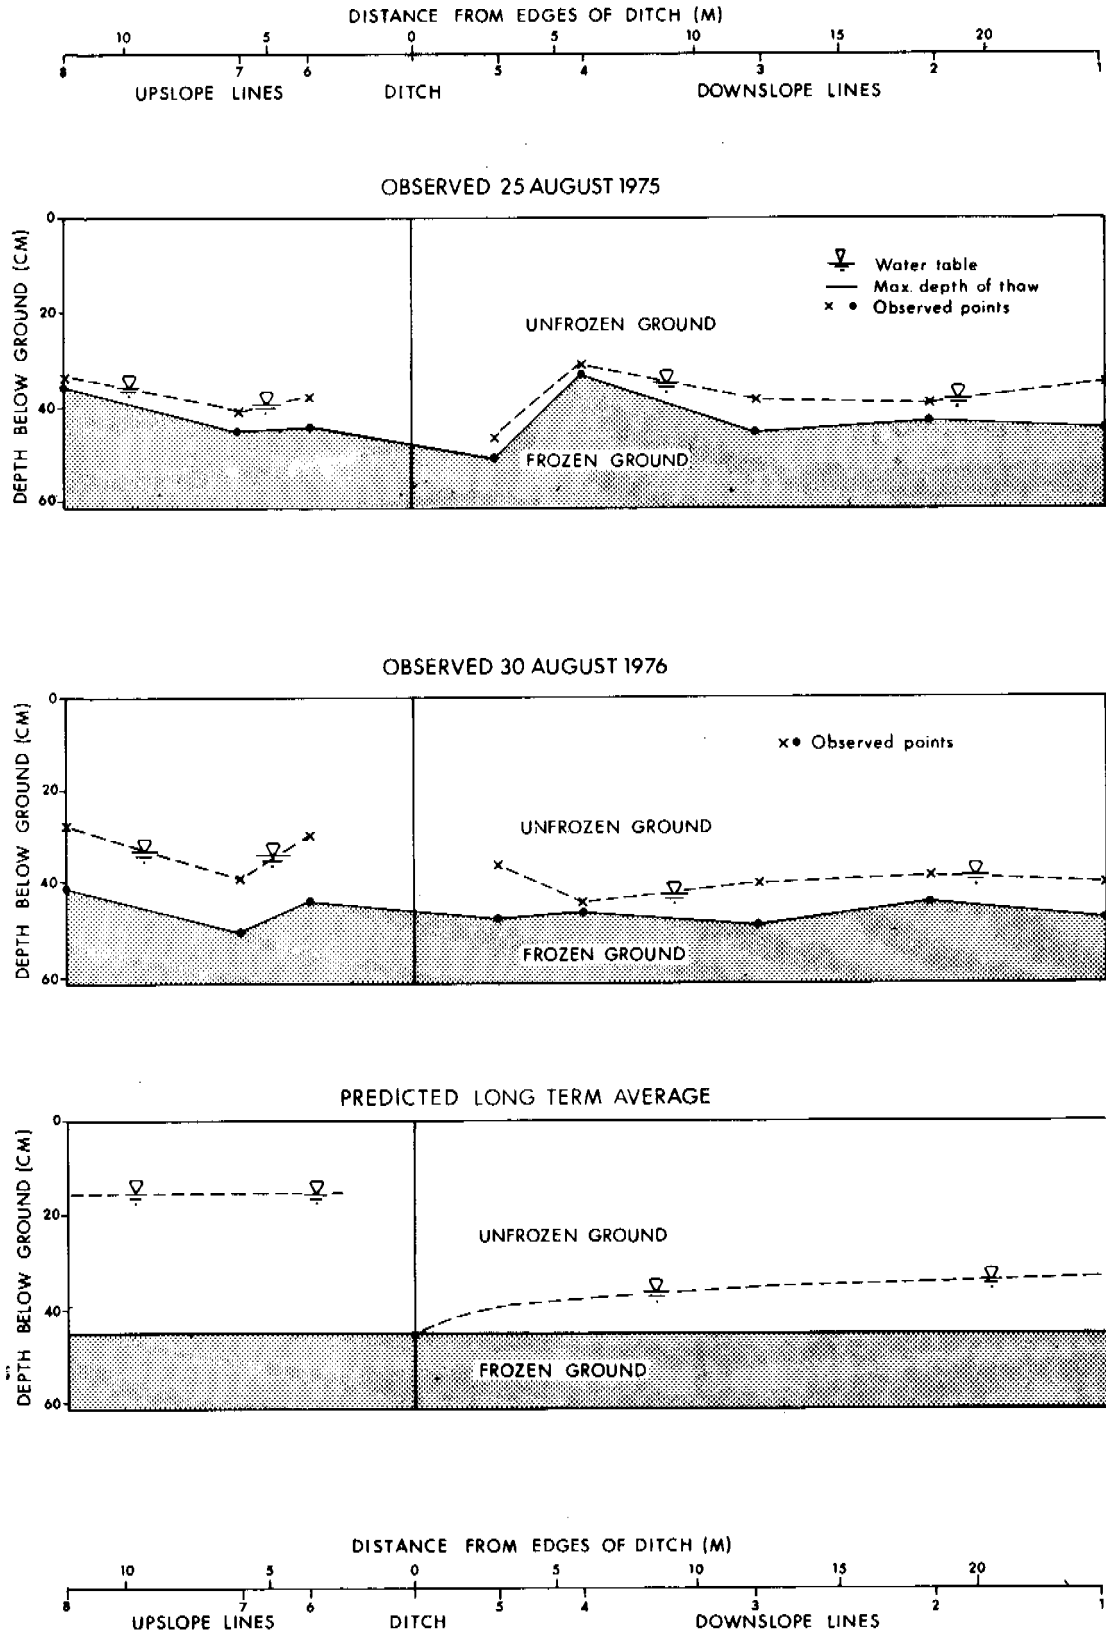 DISTANCE FROM EDGES OF DITCH (M)
10 5 0 5 10 15 20
8 7 6 5 4 3 2 1
UPSLOPE LINES DITCH DOWNSLOPE LINES
OBSERVED 25 AUGUST 1975
DEPTH BELOW GROUND (CM)
0
20
40
60
Water table
Max. depth of thaw
x • Observed points
UNFROZEN GROUND
FROZEN GROUND
OBSERVED 30 AUGUST 1976
DEPTH BELOW GROUND (CM)
0
20
40
60
x• Observed points
UNFROZEN GROUND
FROZEN GROUND
PREDICTED LONG TERM AVERAGE
DEPTH BELOW GROUND (CM)
0
20
40
60
UNFROZEN GROUND
FROZEN GROUND
DISTANCE FROM EDGES OF DITCH (M)
10 5 0 5 10 15 20
8 7 6 5 4 3 2 1
UPSLOPE LINES DITCH DOWNSLOPE LINES